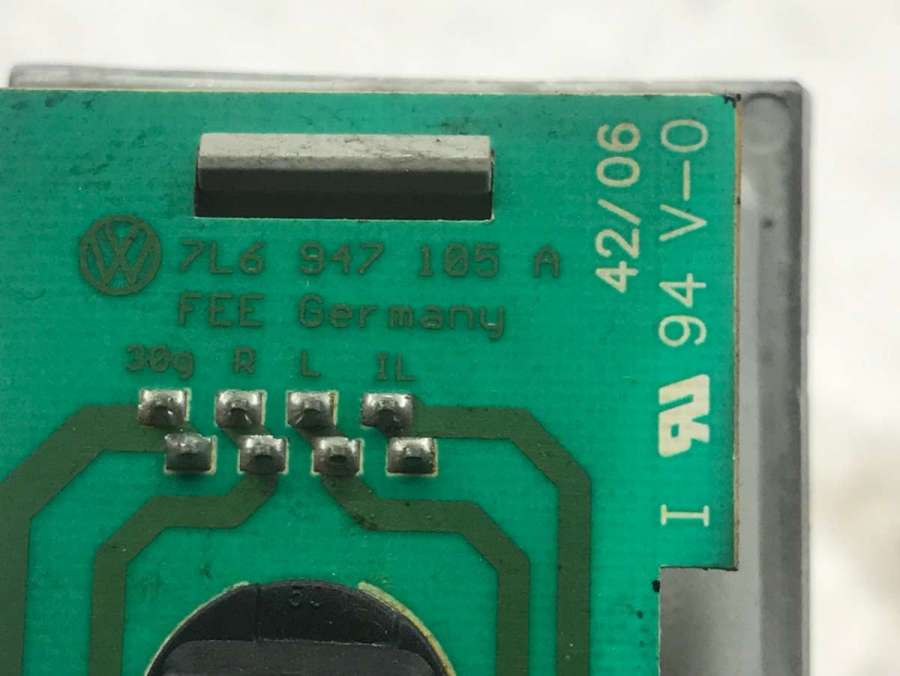 7L6 947 105 A
FEE Germany
30g R L IL
42/06
I 94 V-0